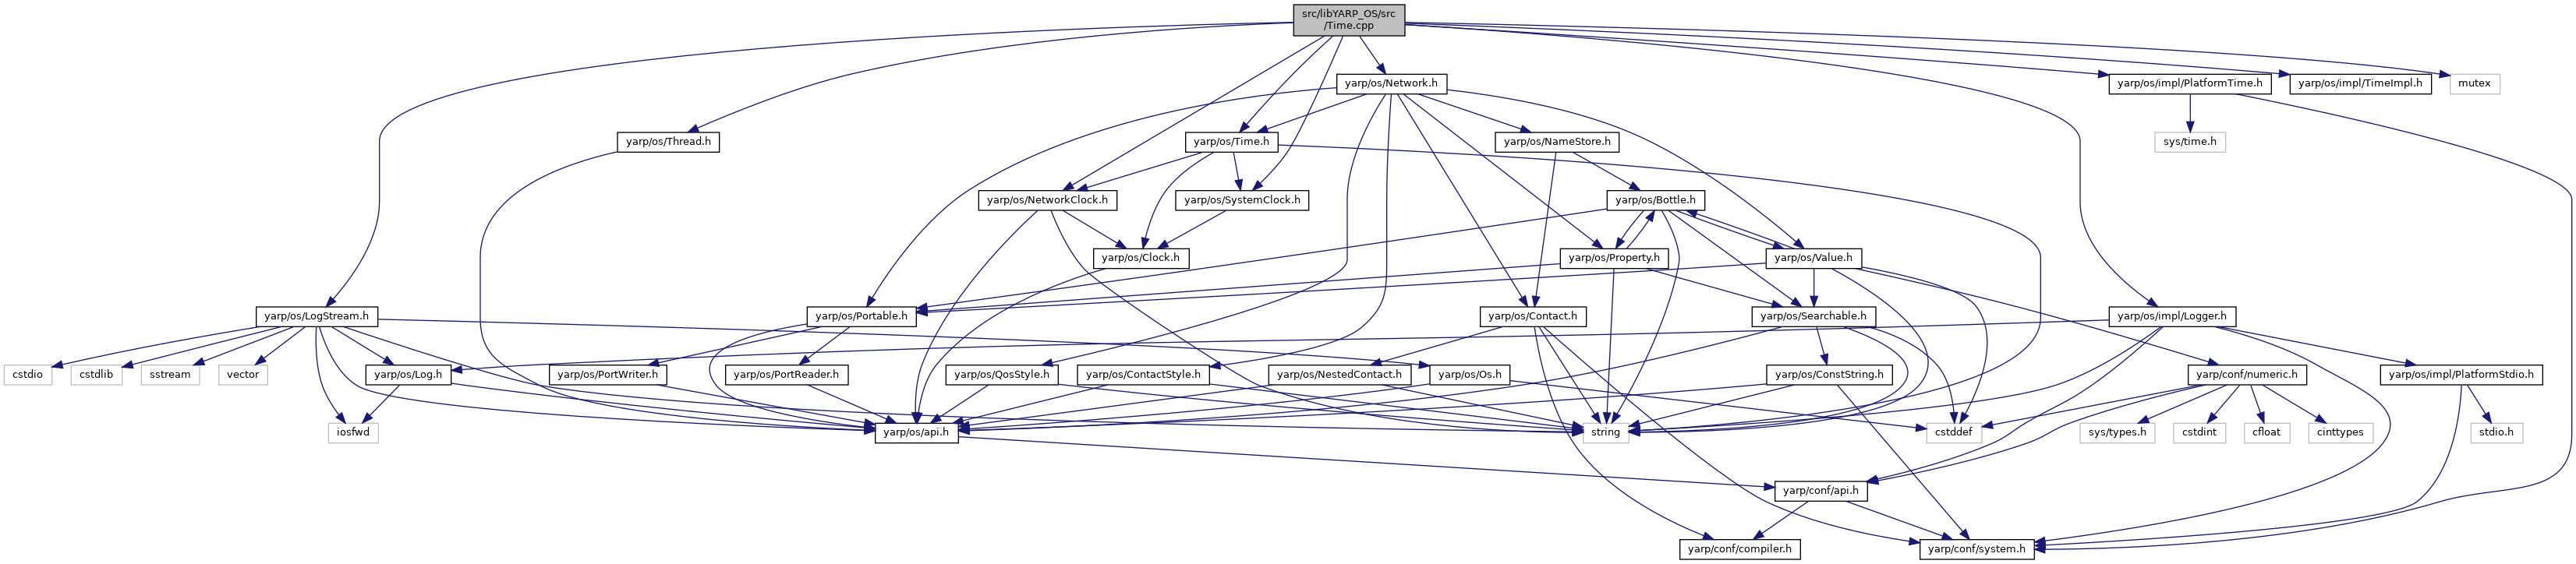 src/libYARP_OS/src
/Time.cpp
yarp/os/Network.h
yarp/os/impl/PlatformTime.h
yarp/os/impl/TimeImpl.h
mutex
yarp/os/Thread.h
yarp/os/Time.h
yarp/os/NameStore.h
sys/time.h
yarp/os/NetworkClock.h
yarp/os/SystemClock.h
yarp/os/Bottle.h
yarp/os/Clock.h
yarp/os/Property.h
yarp/os/Value.h
yarp/os/LogStream.h
yarp/os/Portable.h
yarp/os/Contact.h
yarp/os/Searchable.h
yarp/os/impl/Logger.h
cstdio
cstdlib
sstream
vector
yarp/os/Log.h
yarp/os/PortWriter.h
yarp/os/PortReader.h
yarp/os/QosStyle.h
yarp/os/ContactStyle.h
yarp/os/NestedContact.h
yarp/os/Os.h
yarp/os/ConstString.h
yarp/conf/numeric.h
yarp/os/impl/PlatformStdio.h
iosfwd
yarp/os/api.h
string
cstddef
sys/types.h
cstdint
cfloat
cinttypes
stdio.h
yarp/conf/api.h
yarp/conf/compiler.h
yarp/conf/system.h